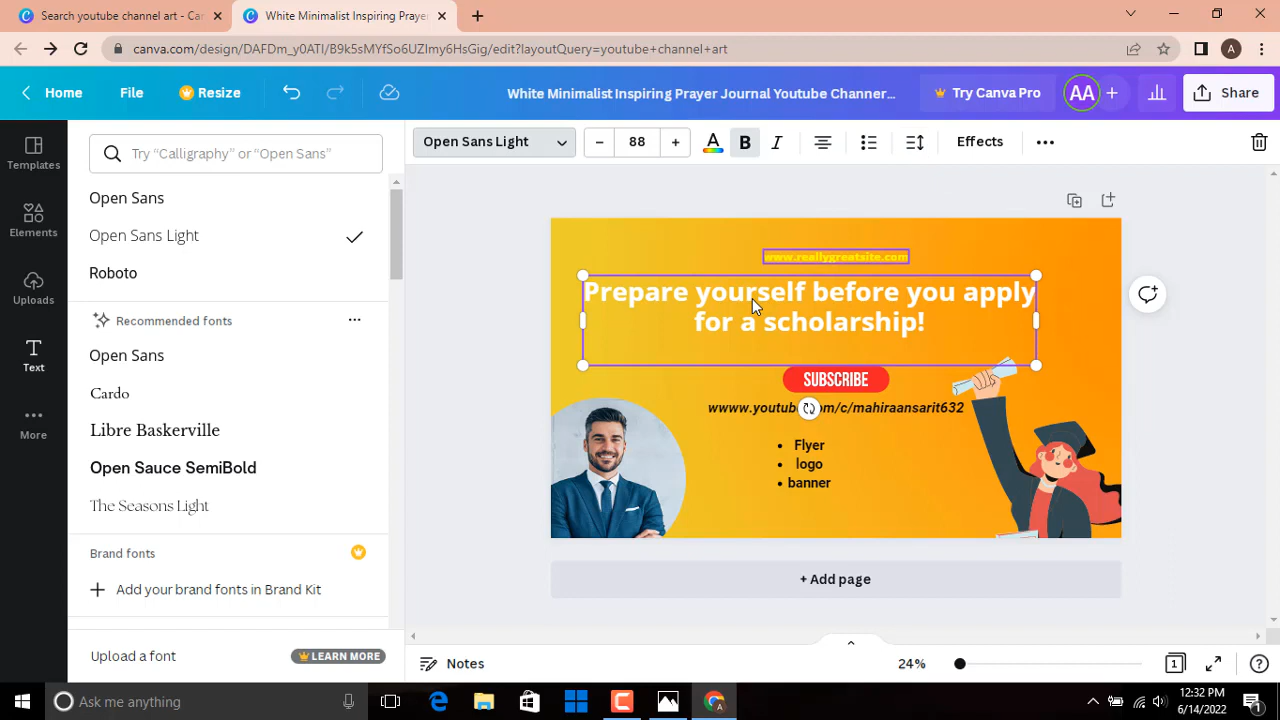 Search youtube channel art - Ca
White Minimalist Inspiring Praye
canva.com/design/DAFDm_y0ATI/B9k5sMYfSo6UZImy6HsGig/edit?layoutQuery=youtube+channel+art
A
Home
File
Resize
White Minimalist Inspiring Prayer Journal Youtube Channer...
Try Canva Pro
AA
Share
Templates
Elements
Uploads
Text
More
Try "Calligraphy" or "Open Sans"
Open Sans
Open Sans Light
Roboto
Recommended fonts
Open Sans
Cardo
Libre Baskerville
Open Sauce SemiBold
The Seasons Light
Brand fonts
Add your brand fonts in Brand Kit
Upload a font
LEARN MORE
Open Sans Light
88
A
B
I
Effects
www.reallygreatsite.com
Prepare yourself before you apply
for a scholarship!
SUBSCRIBE
• Flyer
• logo
• banner
+ Add page
Notes
24%
1
Ask me anything
12:32 PM
6/14/2022
1